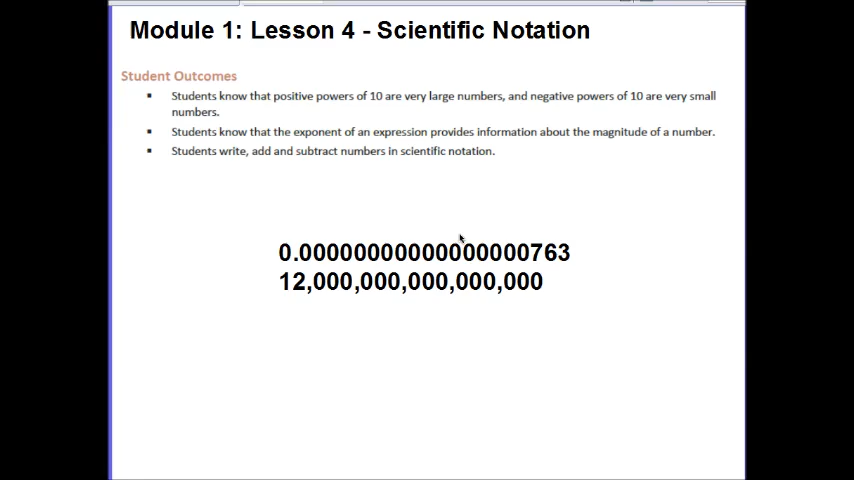 Module 1: Lesson 4 - Scientific Notation
Student Outcomes
▪ Students know that positive powers of 10 are very large numbers, and negative powers of 10 are very small
numbers.
▪ Students know that the exponent of an expression provides information about the magnitude of a number.
▪ Students write, add and subtract numbers in scientific notation.
0.00000000000000000763
12,000,000,000,000,000